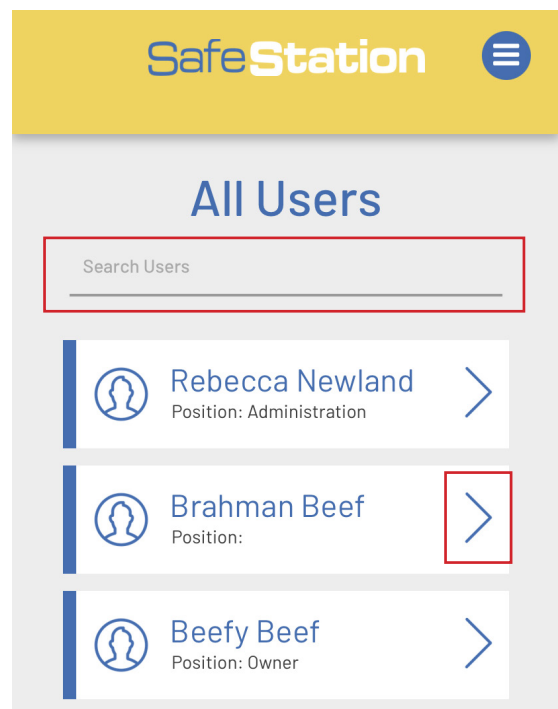 SafeStation
All Users
Search Users
Rebecca Newland
Position: Administration
Brahman Beef
Position:
Beefy Beef
Position: Owner